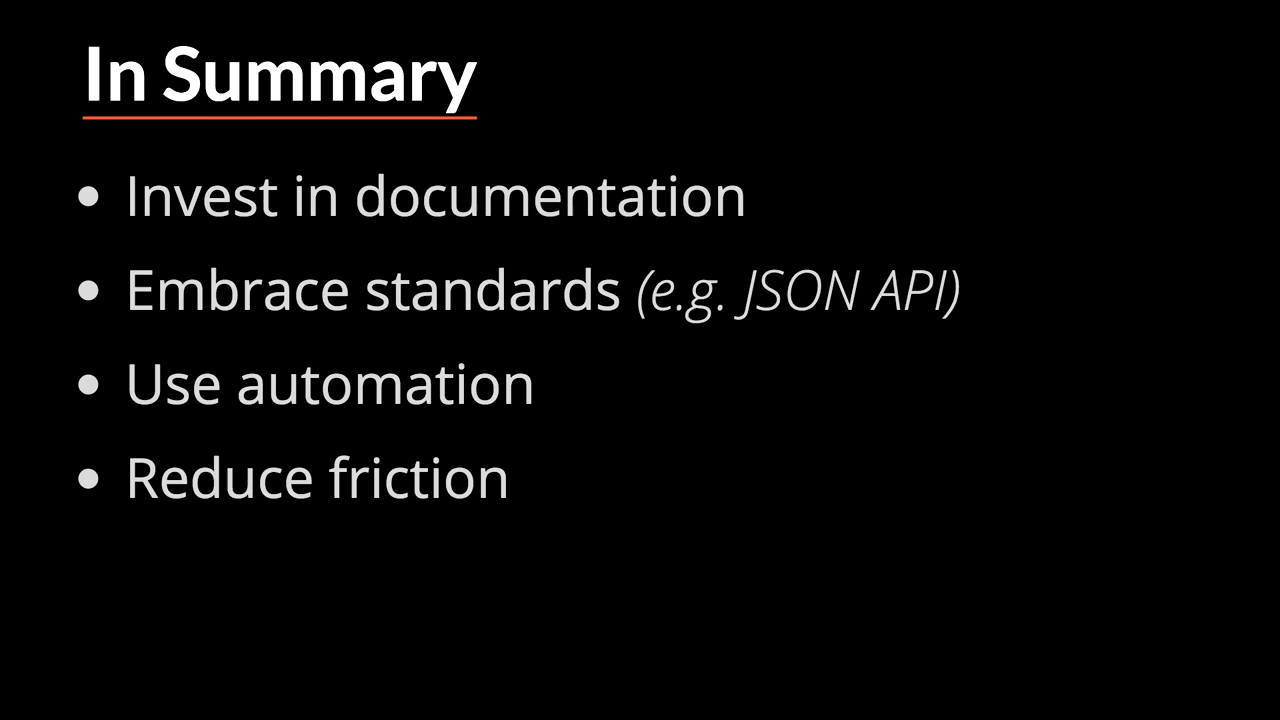 In Summary
• Invest in documentation
• Embrace standards (e.g. JSON API)
• Use automation
• Reduce friction